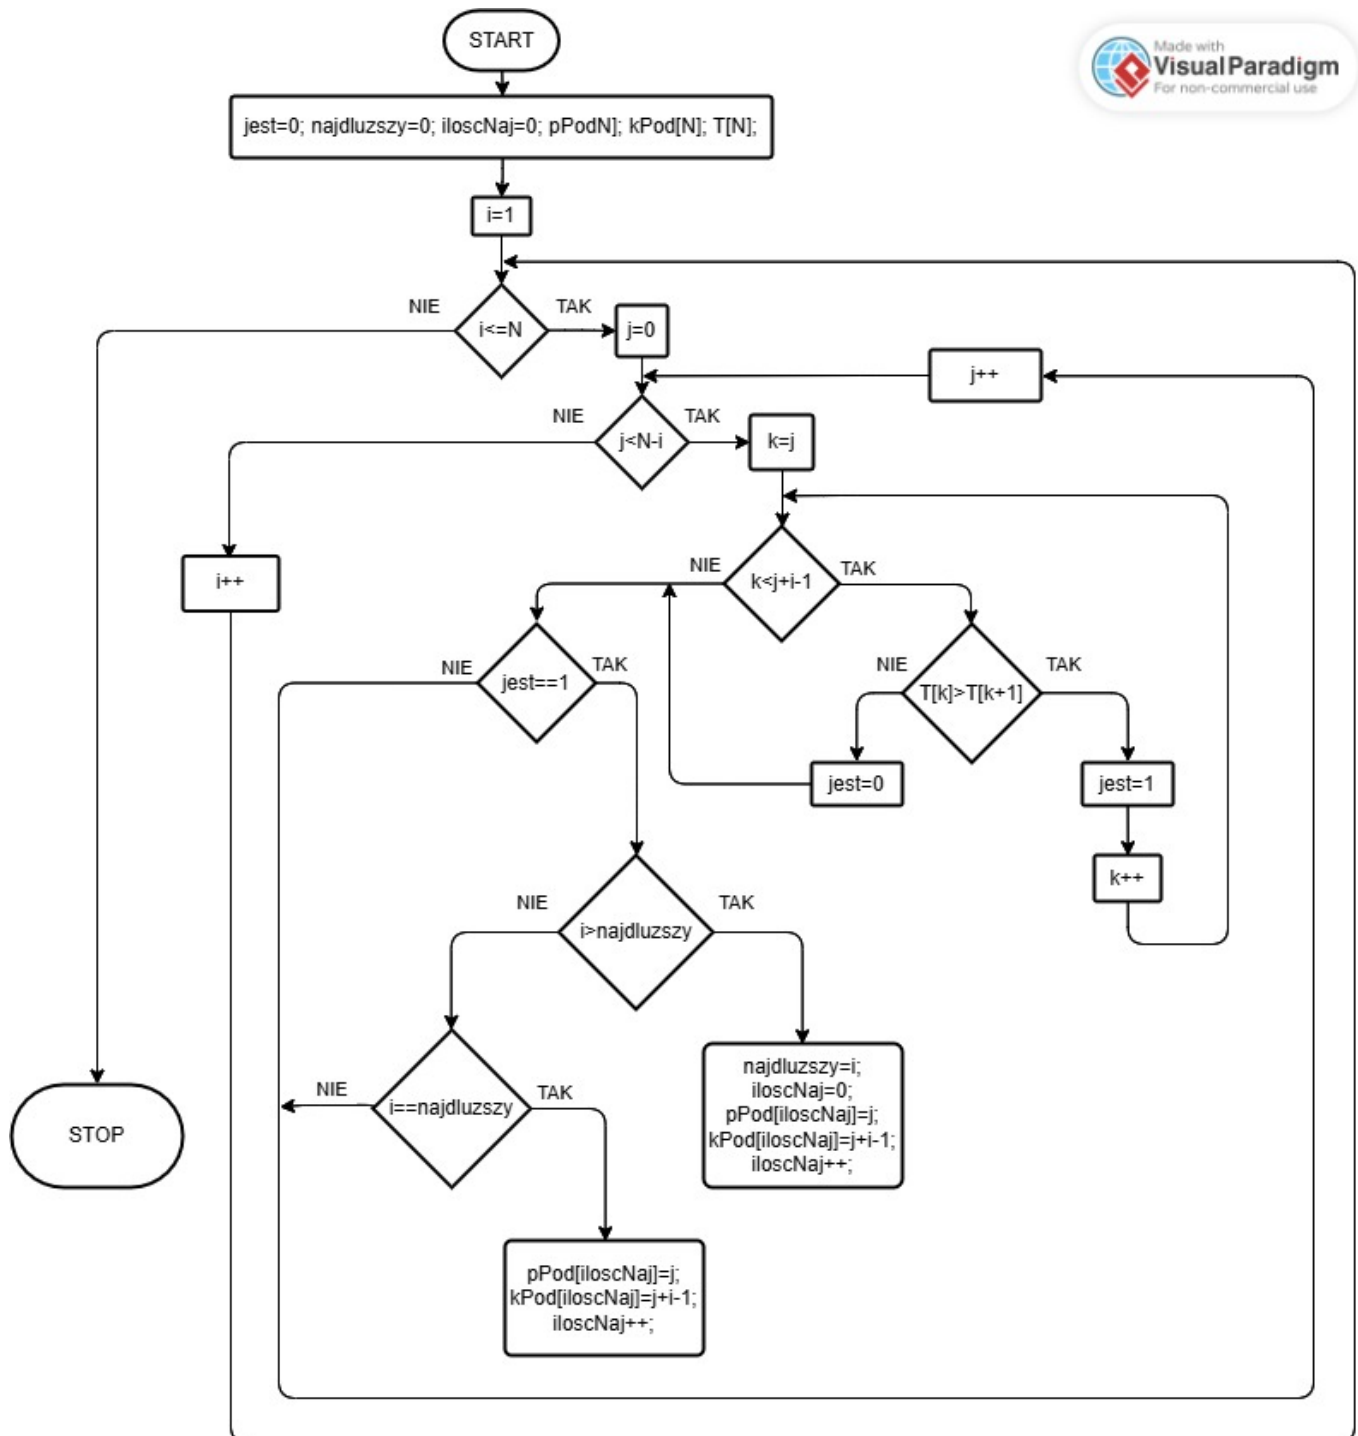 START
Made with
Visual Paradigm
For non-commercial use
jest=0; najdluzszy=0; iloscNaj=0; pPodN]; kPod[N]; T[N];
i=1
NIE
TAK
i<=N
j=0
j++
NIE
TAK
j<N-i
k=j
NIE
TAK
k<j+i-1
i++
NIE
TAK
jest==1
NIE
TAK
T[k]>T[k+1]
jest=0
jest=1
k++
NIE
TAK
i>najdluzszy
najdluzszy=i;
iloscNaj=0;
pPod[iloscNaj]=j;
kPod[iloscNaj]=j+i-1;
iloscNaj++;
NIE
TAK
i==najdluzszy
STOP
pPod[iloscNaj]=j;
kPod[iloscNaj]=j+i-1;
iloscNaj++;